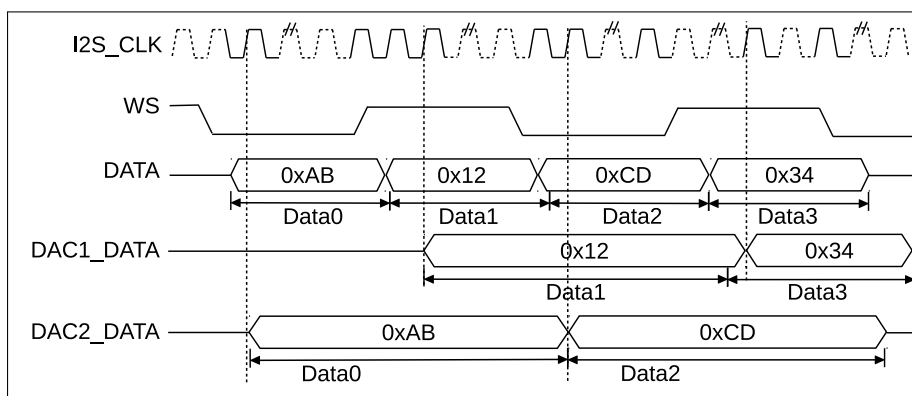 I2S_CLK
WS
DATA 0xAB 0x12 0xCD 0x34
Data0 Data1 Data2 Data3
DAC1_DATA 0x12 0x34
Data1 Data3
DAC2_DATA 0xAB 0xCD
Data0 Data2